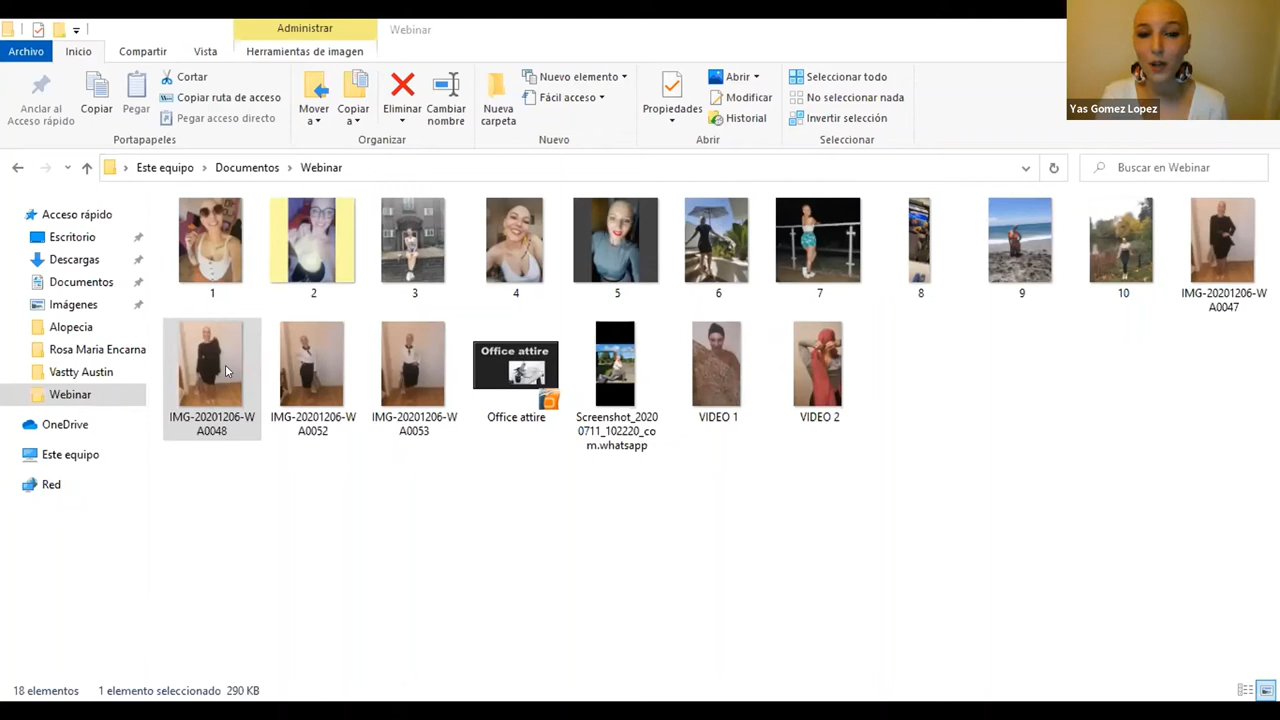 Administrar
Webinar
Archivo
Inicio
Compartir
Vista
Herramientas de imagen
Anclar al
Acceso rápido
Copiar
Pegar
Cortar
Copiar ruta de acceso
Pegar acceso directo
Portapapeles
Mover
a
Copiar
a
Eliminar
Cambiar
nombre
Organizar
Nueva
carpeta
Nuevo elemento
Fácil acceso
Nuevo
Propiedades
Abrir
Modificar
Historial
Abrir
Seleccionar todo
No seleccionar nada
Invertir selección
Seleccionar
Yas Gomez Lopez
Este equipo
Documentos
Webinar
Buscar en Webinar
Acceso rápido
Escritorio
Descargas
Documentos
Imágenes
Alopecia
Rosa Maria Encarna
Vastty Austin
Webinar
OneDrive
Este equipo
Red
1
2
3
4
5
6
7
8
9
10
IMG-20201206-W
A0047
IMG-20201206-W
A0048
IMG-20201206-W
A0052
IMG-20201206-W
A0053
Office attire
Office attire
Screenshot_2020
0711_102220_co
m.whatsapp
VIDEO 1
VIDEO 2
18 elementos
1 elemento seleccionado 290 KB